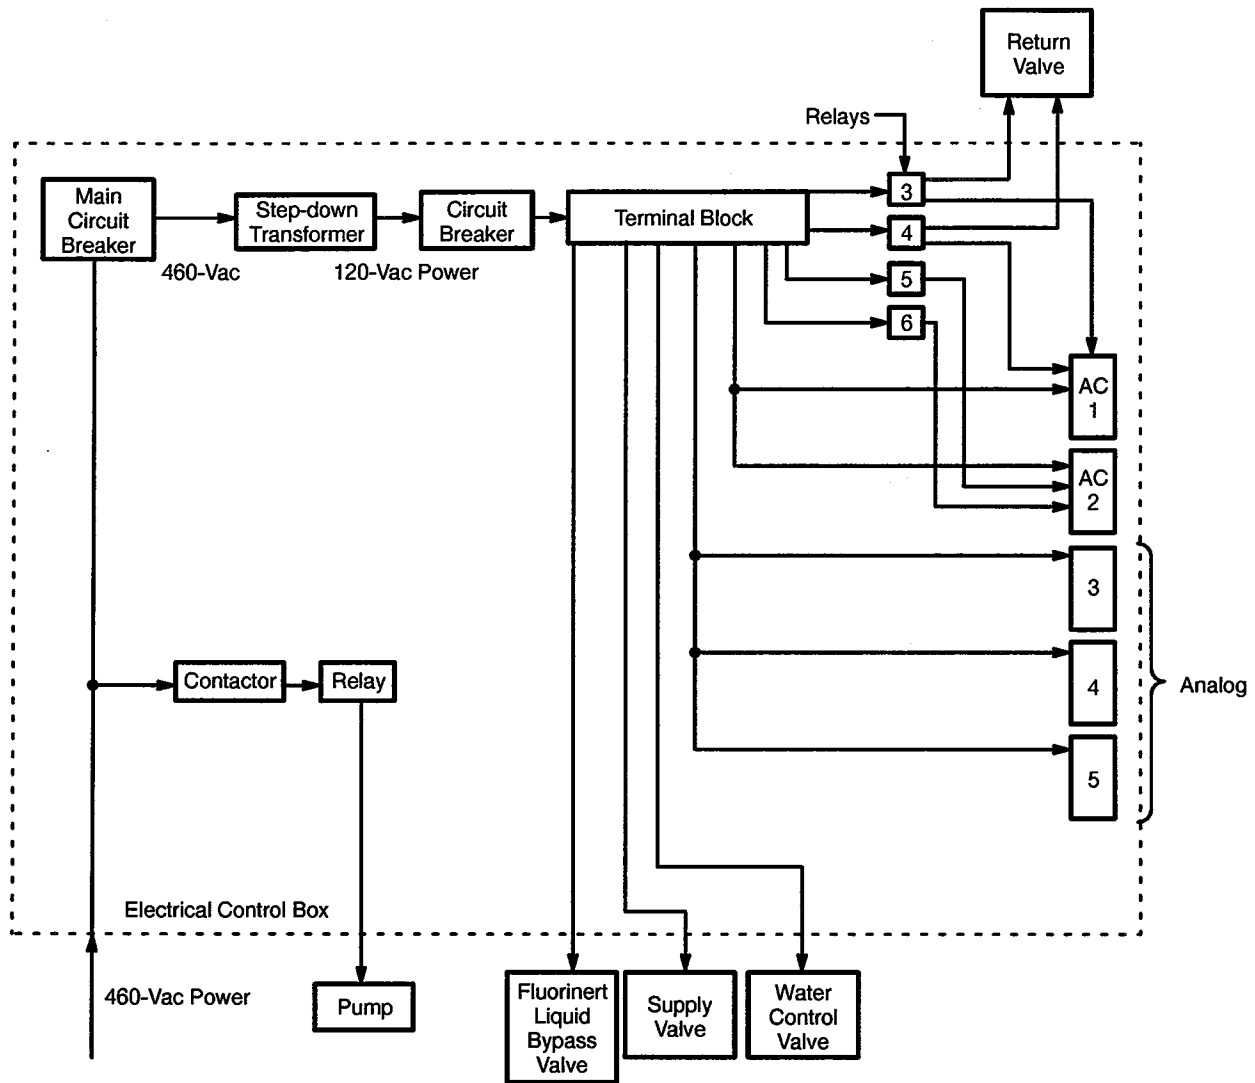 Return
Valve
Relays
Main
Circuit
Breaker
Step-down
Transformer
Circuit
Breaker
Terminal Block
3
4
5
6
460-Vac
120-Vac Power
AC
1
AC
2
3
4
5
Analog
Contactor
Relay
Electrical Control Box
460-Vac Power
Pump
Fluorinert
Liquid
Bypass
Valve
Supply
Valve
Water
Control
Valve